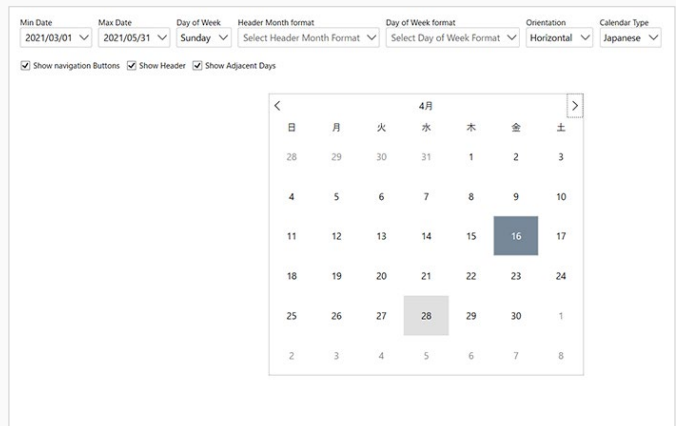 Min Date Max Date Day of Week Header Month format Day of Week format Orientation Calendar Type
2021/03/01 2021/05/31 Sunday Select Header Month Format Select Day of Week Format Horizontal Japanese
Show navigation Buttons Show Header Show Adjacent Days
4月
日 月 火 水 木 金 土
28 29 30 31 1 2 3
4 5 6 7 8 9 10
11 12 13 14 15 16 17
18 19 20 21 22 23 24
25 26 27 28 29 30 1
2 3 4 5 6 7 8